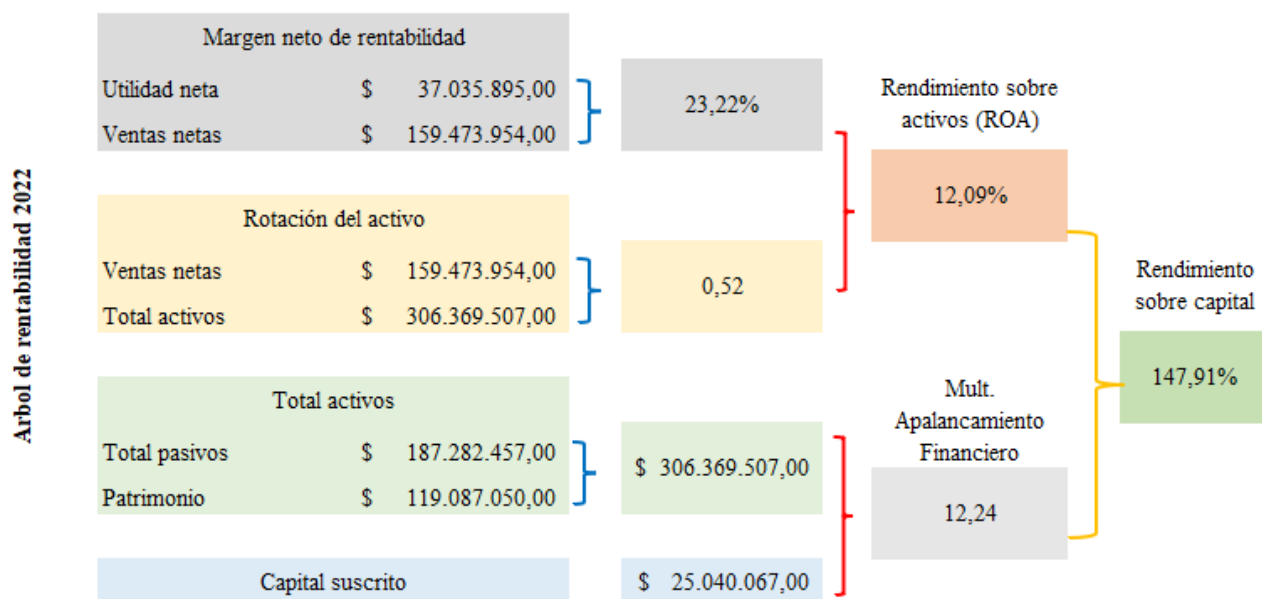 Arbol de rentabilidad 2022
Margen neto de rentabilidad
Utilidad neta $ 37.035.895,00
Ventas netas $ 159.473.954,00
23,22%
Rotación del activo
Ventas netas $ 159.473.954,00
Total activos $ 306.369.507,00
0,52
Rendimiento sobre
activos (ROA)
12,09%
Total activos
Total pasivos $ 187.282.457,00
Patrimonio $ 119.087.050,00
$ 306.369.507,00
Capital suscrito $ 25.040.067,00
Mult.
Apalancamiento
Financiero
12,24
Rendimiento
sobre capital
147,91%